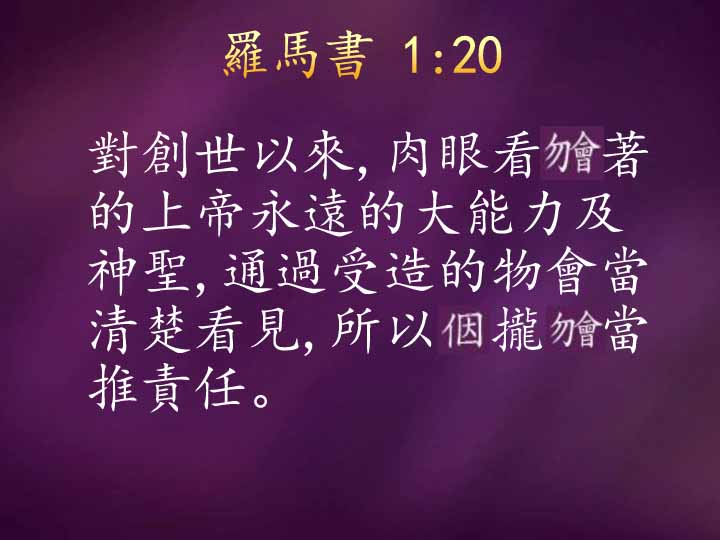 羅馬書 1:20
對創世以來,肉眼看𣍐著
的上帝永遠的大能力及
神聖,通過受造的物會當
清楚看見,所以𪜶攏𣍐當
推責任。